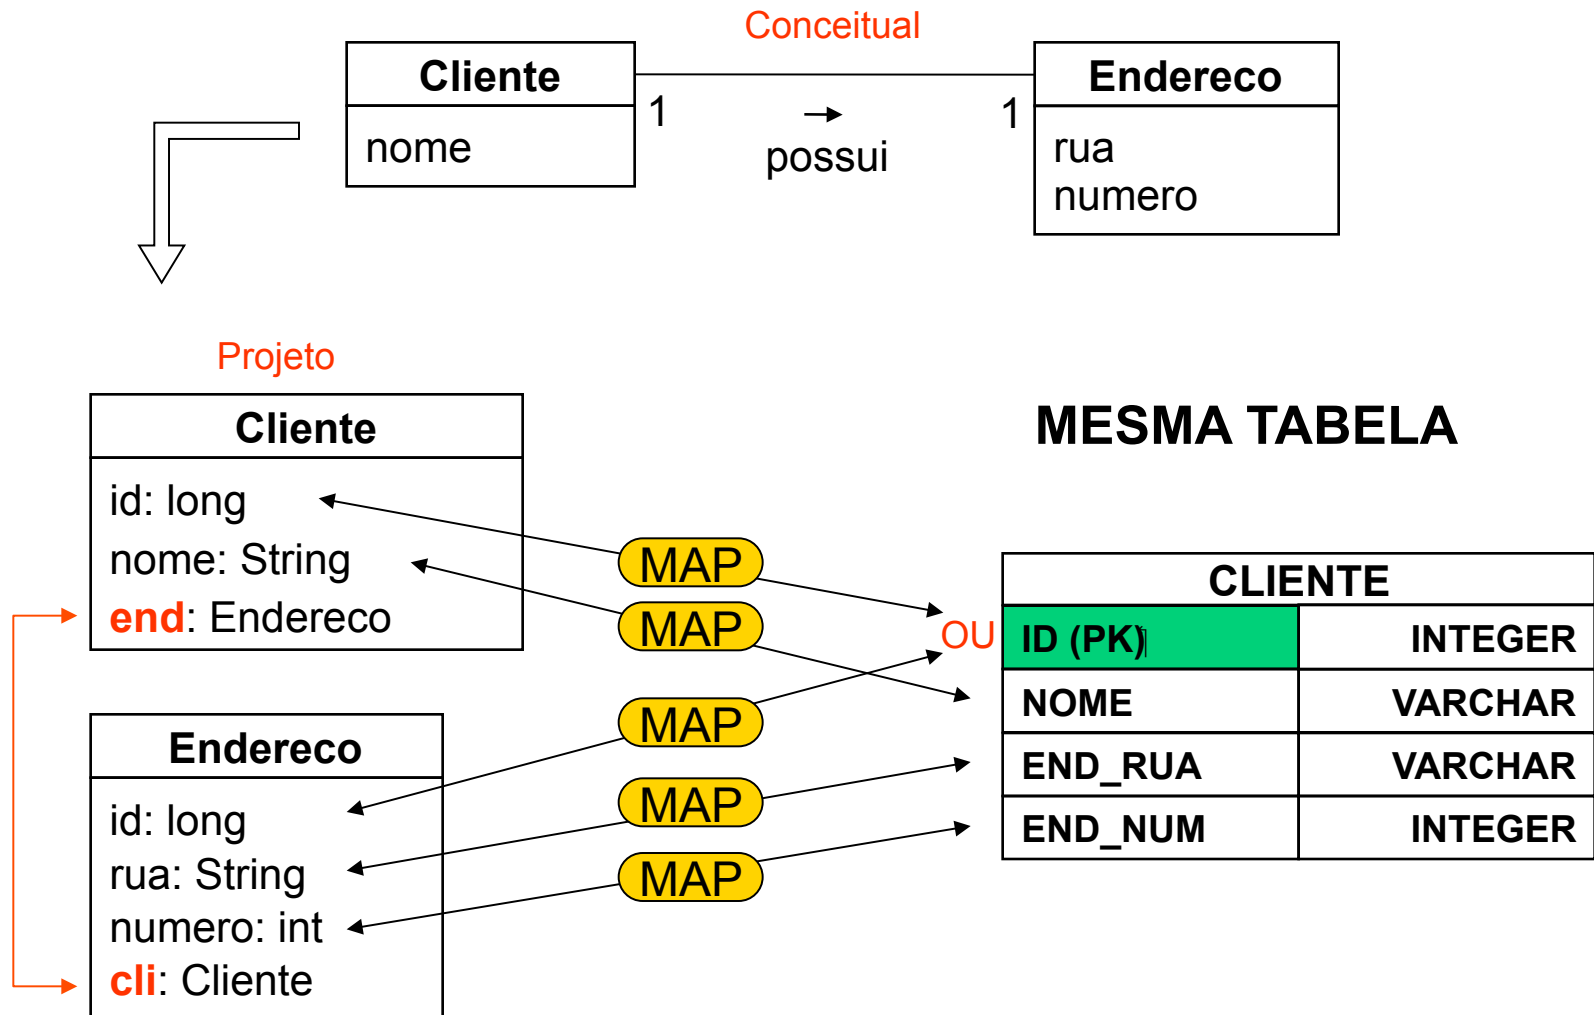 Conceitual
Cliente
Endereco
1
1
nome
possui
rua
numero
Projeto
Cliente
MESMA TABELA
id: long
nome: String
end: Endereco
MAP
MAP
MAP
MAP
MAP
OU
CLIENTE
ID (PK) INTEGER
NOME VARCHAR
END_RUA VARCHAR
END_NUM INTEGER
Endereco
id: long
rua: String
numero: int
cli: Cliente